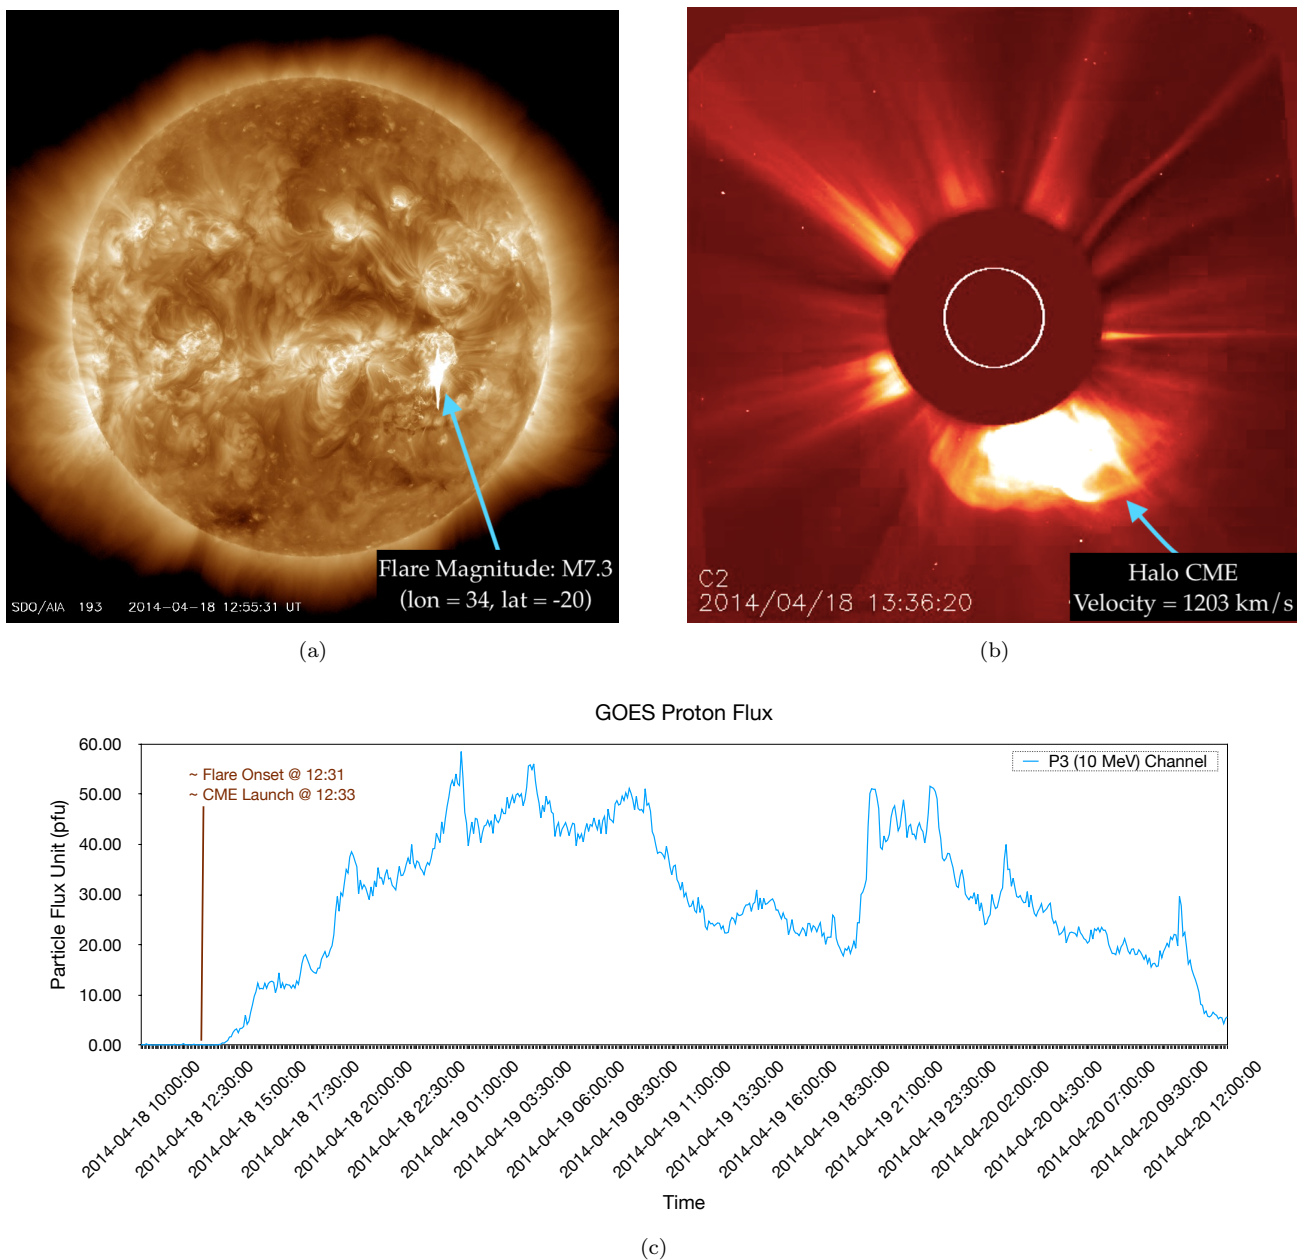 Flare Magnitude: M7.3
(lon = 34, lat = -20)
SDO/AIA 193 2014-04-18 12:55:31 UT
(a)
C2
2014/04/18 13:36:20
Halo CME
Velocity = 1203 km/s
(b)
GOES Proton Flux
~ Flare Onset @ 12:31
~ CME Launch @ 12:33
P3 (10 MeV) Channel
Particle Flux Unit (pfu)
60.00
50.00
40.00
30.00
20.00
10.00
0.00
2014-04-18 10:00:00
2014-04-18 12:30:00
2014-04-18 15:00:00
2014-04-18 17:30:00
2014-04-18 20:00:00
2014-04-18 22:30:00
2014-04-19 01:00:00
2014-04-19 03:30:00
2014-04-19 06:00:00
2014-04-19 08:30:00
2014-04-19 11:00:00
2014-04-19 13:30:00
2014-04-19 16:00:00
2014-04-19 18:30:00
2014-04-19 21:00:00
2014-04-19 23:30:00
2014-04-20 02:00:00
2014-04-20 04:30:00
2014-04-20 07:00:00
2014-04-20 09:30:00
2014-04-20 12:00:00
Time
(c)